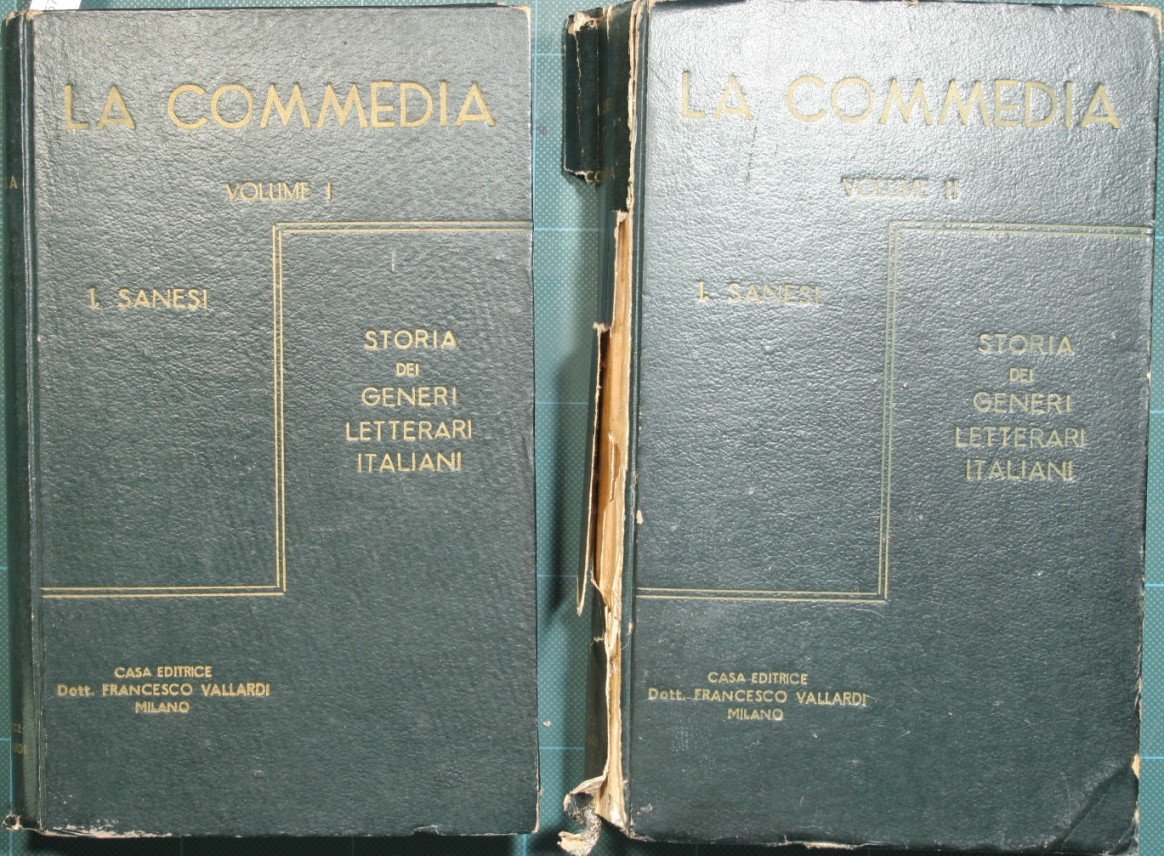 LA COMMEDIA
VOLUME I
I. SANESI
STORIA
DEI
GENERI
LETTERARI
ITALIANI
CASA EDITRICE
Dott. FRANCESCO VALLARDI
MILANO
LA COMMEDIA
VOLUME II
I. SANESI
STORIA
DEI
GENERI
LETTERARI
ITALIANI
CASA EDITRICE
Dott. FRANCESCO VALLARDI
MILANO